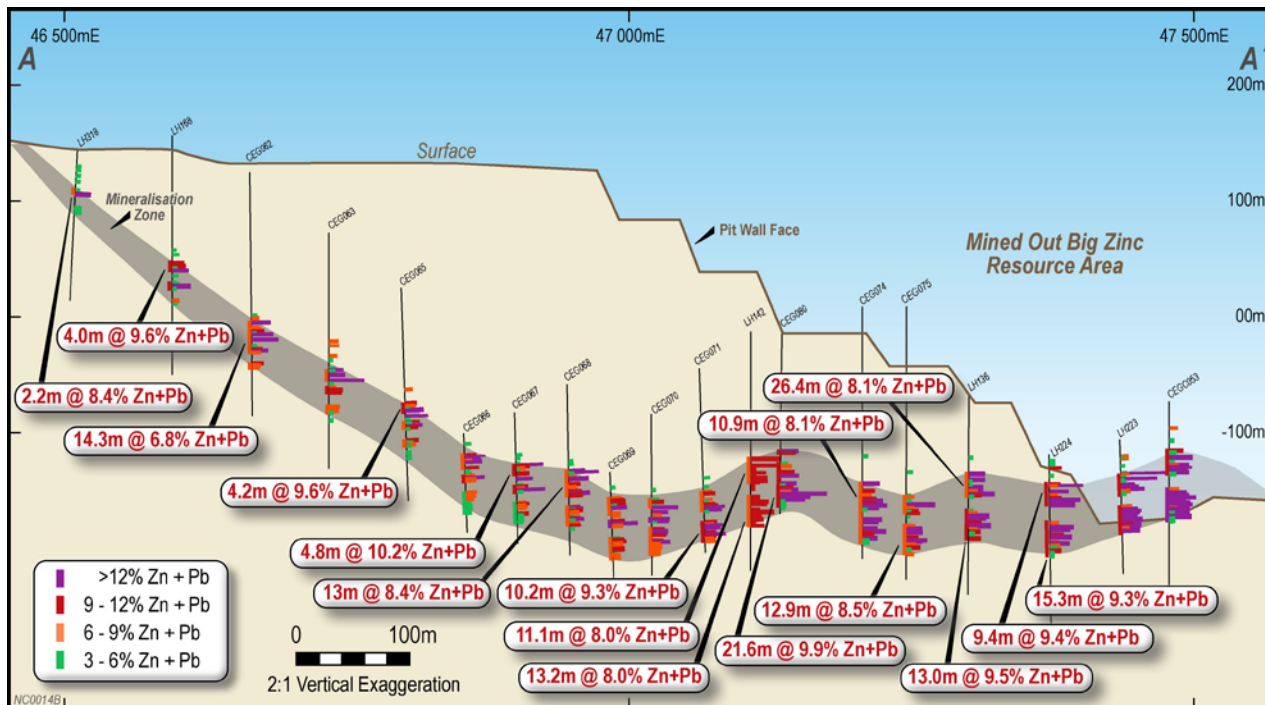 46 500mE
47 000mE
47 500mE
A
A'
200m
100m
00m
-100m
Surface
Mineralisation
Zone
Pit Wall Face
Mined Out Big Zinc
Resource Area
LH318
LH168
CEG062
CEG063
CEG065
CEG066
CEG067
CEG068
CEG069
CEG070
CEG071
LH142
CEG080
CEG074
CEG075
LH136
LH224
LH223
CEGC053
4.0m @ 9.6% Zn+Pb
2.2m @ 8.4% Zn+Pb
14.3m @ 6.8% Zn+Pb
4.2m @ 9.6% Zn+Pb
4.8m @ 10.2% Zn+Pb
13m @ 8.4% Zn+Pb
10.2m @ 9.3% Zn+Pb
11.1m @ 8.0% Zn+Pb
13.2m @ 8.0% Zn+Pb
26.4m @ 8.1% Zn+Pb
10.9m @ 8.1% Zn+Pb
12.9m @ 8.5% Zn+Pb
21.6m @ 9.9% Zn+Pb
15.3m @ 9.3% Zn+Pb
9.4m @ 9.4% Zn+Pb
13.0m @ 9.5% Zn+Pb
>12% Zn + Pb
9 - 12% Zn + Pb
6 - 9% Zn + Pb
3 - 6% Zn + Pb
0 100m
2:1 Vertical Exaggeration
NC0014B